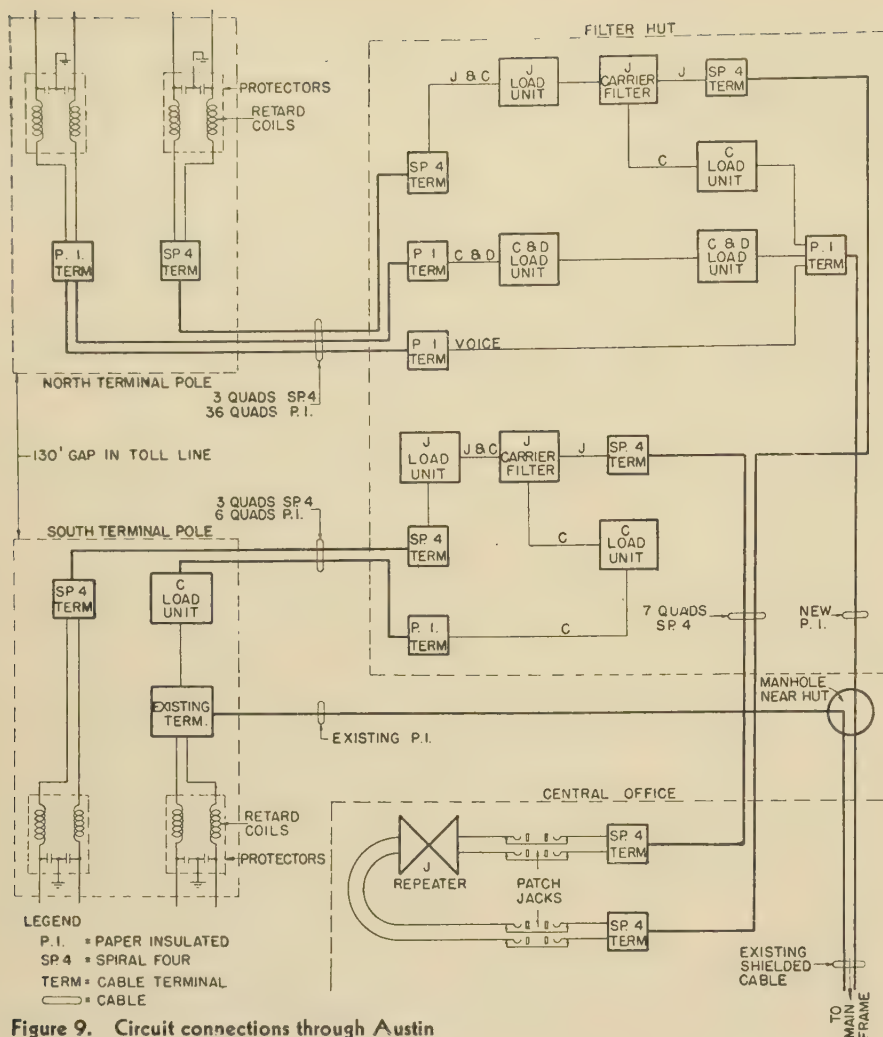 FILTER HUT
PROTECTORS
RETARD
COILS
J & C
J
LOAD
UNIT
J
CARRIER
FILTER
J
SP. 4
TERM
C
C
LOAD
UNIT
SP. 4
TERM
P. I.
TERM
SP. 4
TERM
P. I
TERM
C & D
C & D
LOAD
UNIT
C & D
LOAD
UNIT
P. I
TERM
P. I
TERM
VOICE
NORTH TERMINAL POLE
3 QUADS SP. 4
36 QUADS P. I.
130' GAP IN TOLL LINE
J
LOAD
UNIT
J&C
J
CARRIER
FILTER
J
SP. 4
TERM
3 QUADS SP. 4
6 QUADS P. I.
SOUTH TERMINAL POLE
SP. 4
TERM
C
LOAD
UNIT
SP. 4
TERM
C
C
LOAD
UNIT
P. I.
TERM
C
7 QUADS
SP. 4
NEW
P. I.
MANHOLE
NEAR HUT
EXISTING
TERM.
EXISTING P. I.
CENTRAL OFFICE
RETARD
COILS
PROTECTORS
J
REPEATER
PATCH
JACKS
SP. 4
TERM
SP. 4
TERM
EXISTING
SHIELDED
CABLE
TO
MAIN
FRAME
LEGEND
P. I. = PAPER INSULATED
SP. 4 = SPIRAL FOUR
TERM = CABLE TERMINAL
= CABLE
Figure 9. Circuit connections through Austin